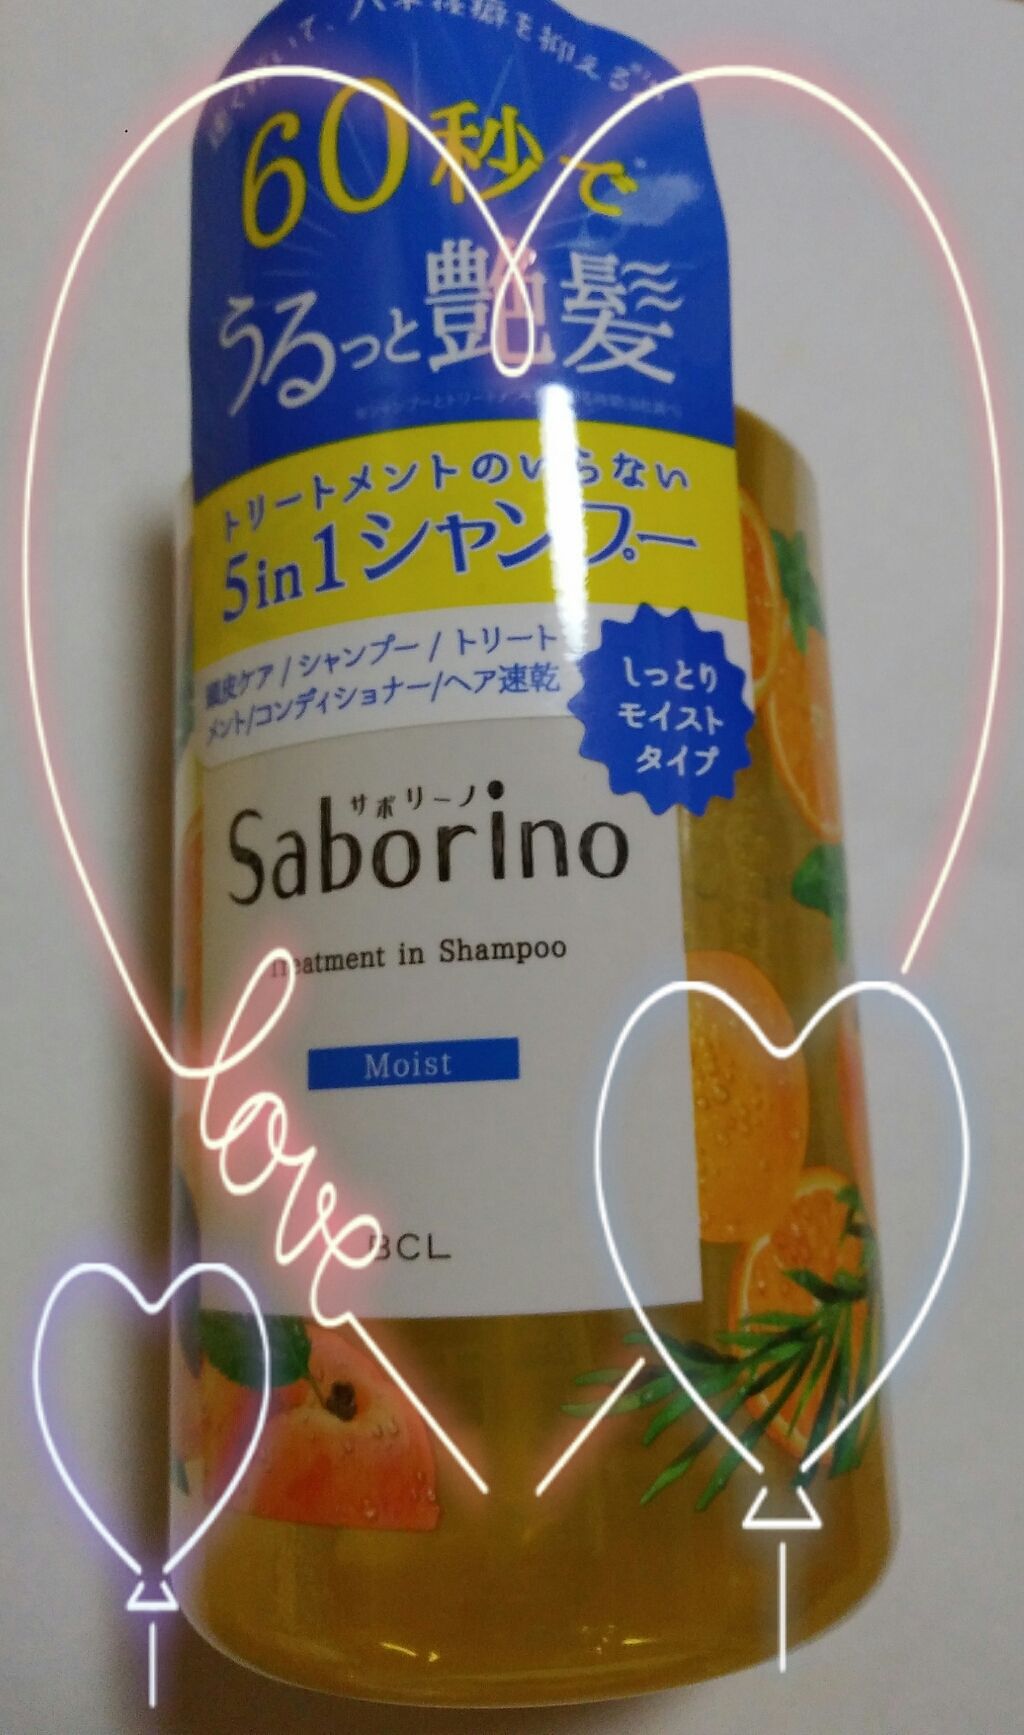 を抑える
60秒で
うるっと艶髪
トリートメントのいらない
5in1シャンプー
頭皮ケア/シャンプー/トリート
メント/コンディショナー/ヘア速乾
しっとり
モイスト
タイプ
サボリーノ
Saborino
Treatment in Shampoo
Moist
love
BCL